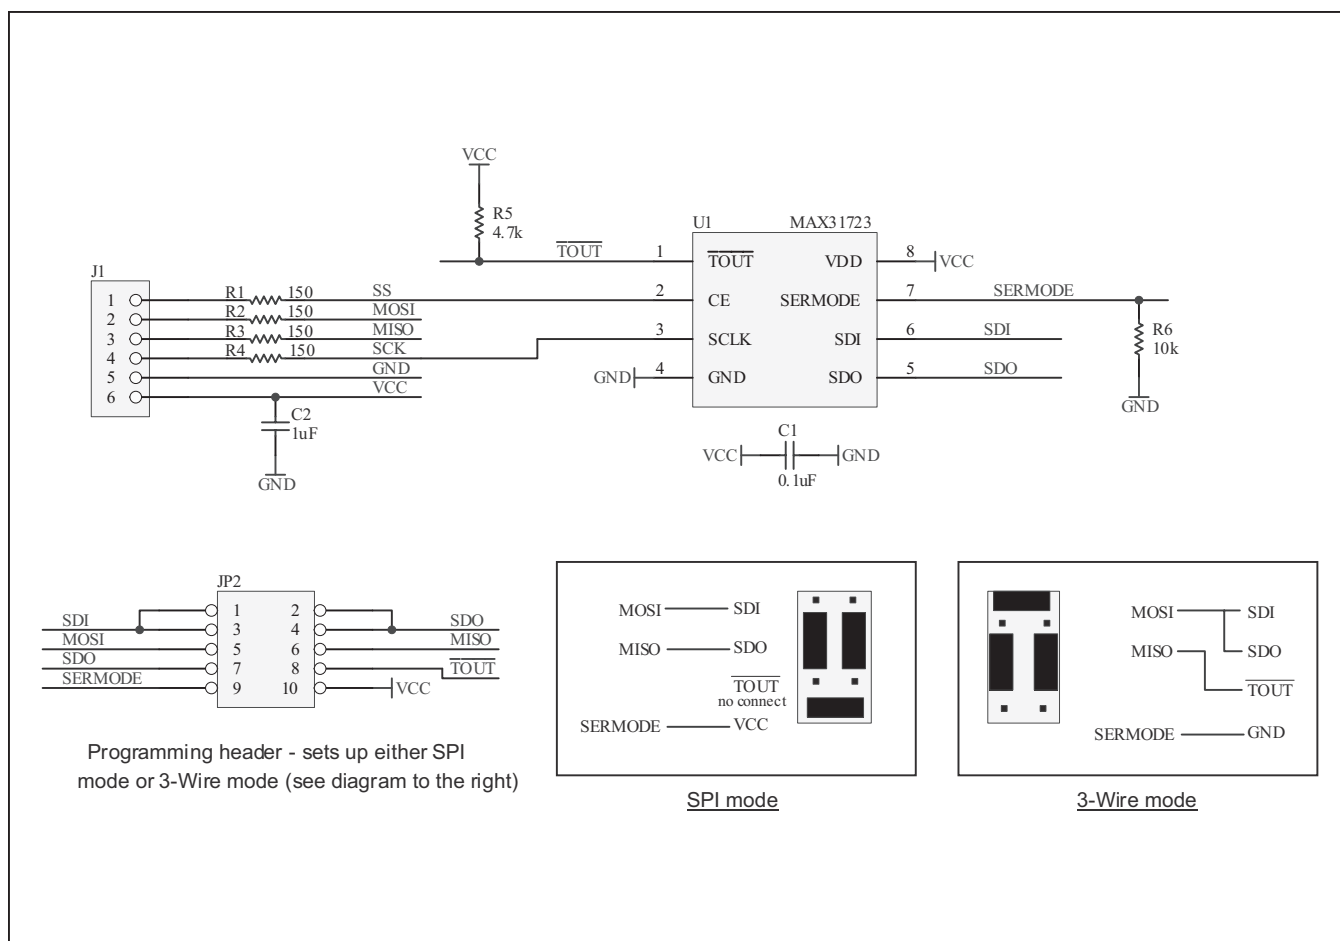 VCC
R5
4.7k
TOUT
U1 MAX31723
1 TOUT VDD 8 VCC
2 CE SERMODE 7 SERMODE
3 SCLK SDI 6 SDI
GND 4 GND SDO 5 SDO
R6
10k
GND
J1
1 R1 150 SS
2 R2 150 MOSI
3 R3 150 MISO
4 R4 150 SCK
5 GND
6 VCC
C2
1uF
GND
C1
VCC GND
0.1uF
JP2
1 2
SDI 3 4 SDO
MOSI 5 6 MISO
SDO 7 8 TOUT
SERMODE 9 10 VCC
Programming header - sets up either SPI
mode or 3-Wire mode (see diagram to the right)
MOSI SDI
MISO SDO
TOUT
no connect
SERMODE VCC
SPI mode
MOSI SDI
MISO SDO
TOUT
SERMODE GND
3-Wire mode